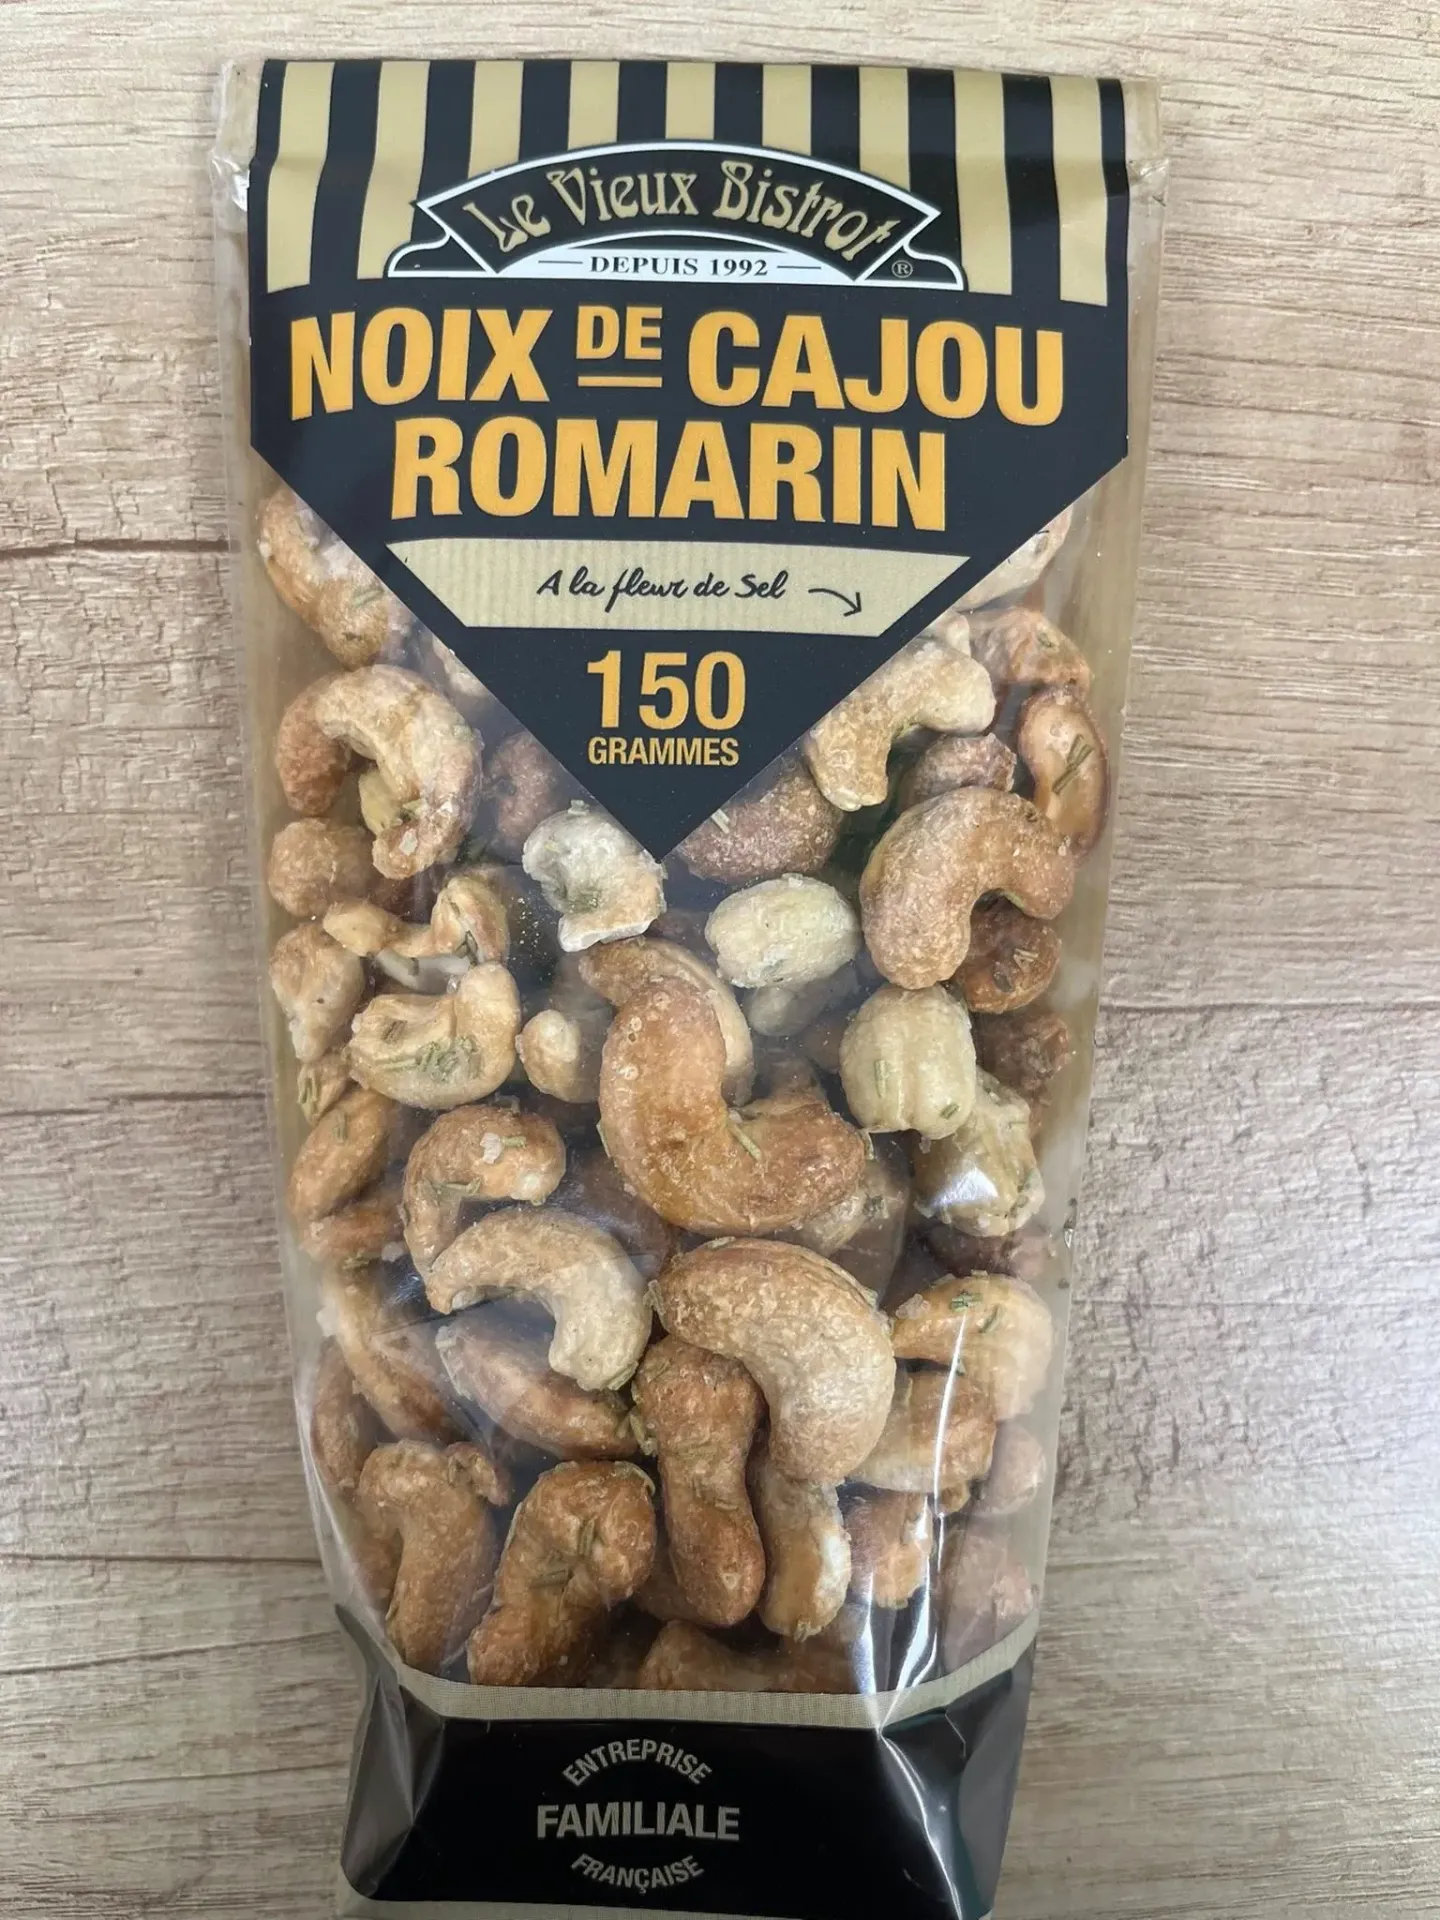 Le Vieux Bistrot
DEPUIS 1992
®
NOIX DE CAJOU
ROMARIN
A la fleur de Sel
150
GRAMMES
ENTREPRISE
FAMILIALE
FRANÇAISE